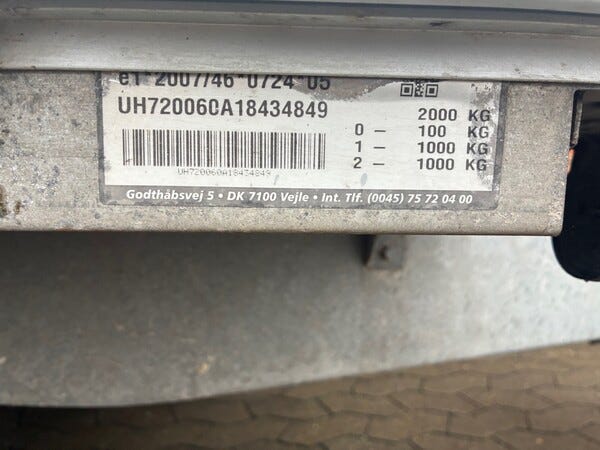 e1*2007/46*0724*05
UH720060A18434849
2000 KG
0 - 100 KG
1 - 1000 KG
2 - 1000 KG
UH720060A18434849
Godthåbsvej 5 • DK 7100 Vejle • Int. Tlf. (0045) 75 72 04 00